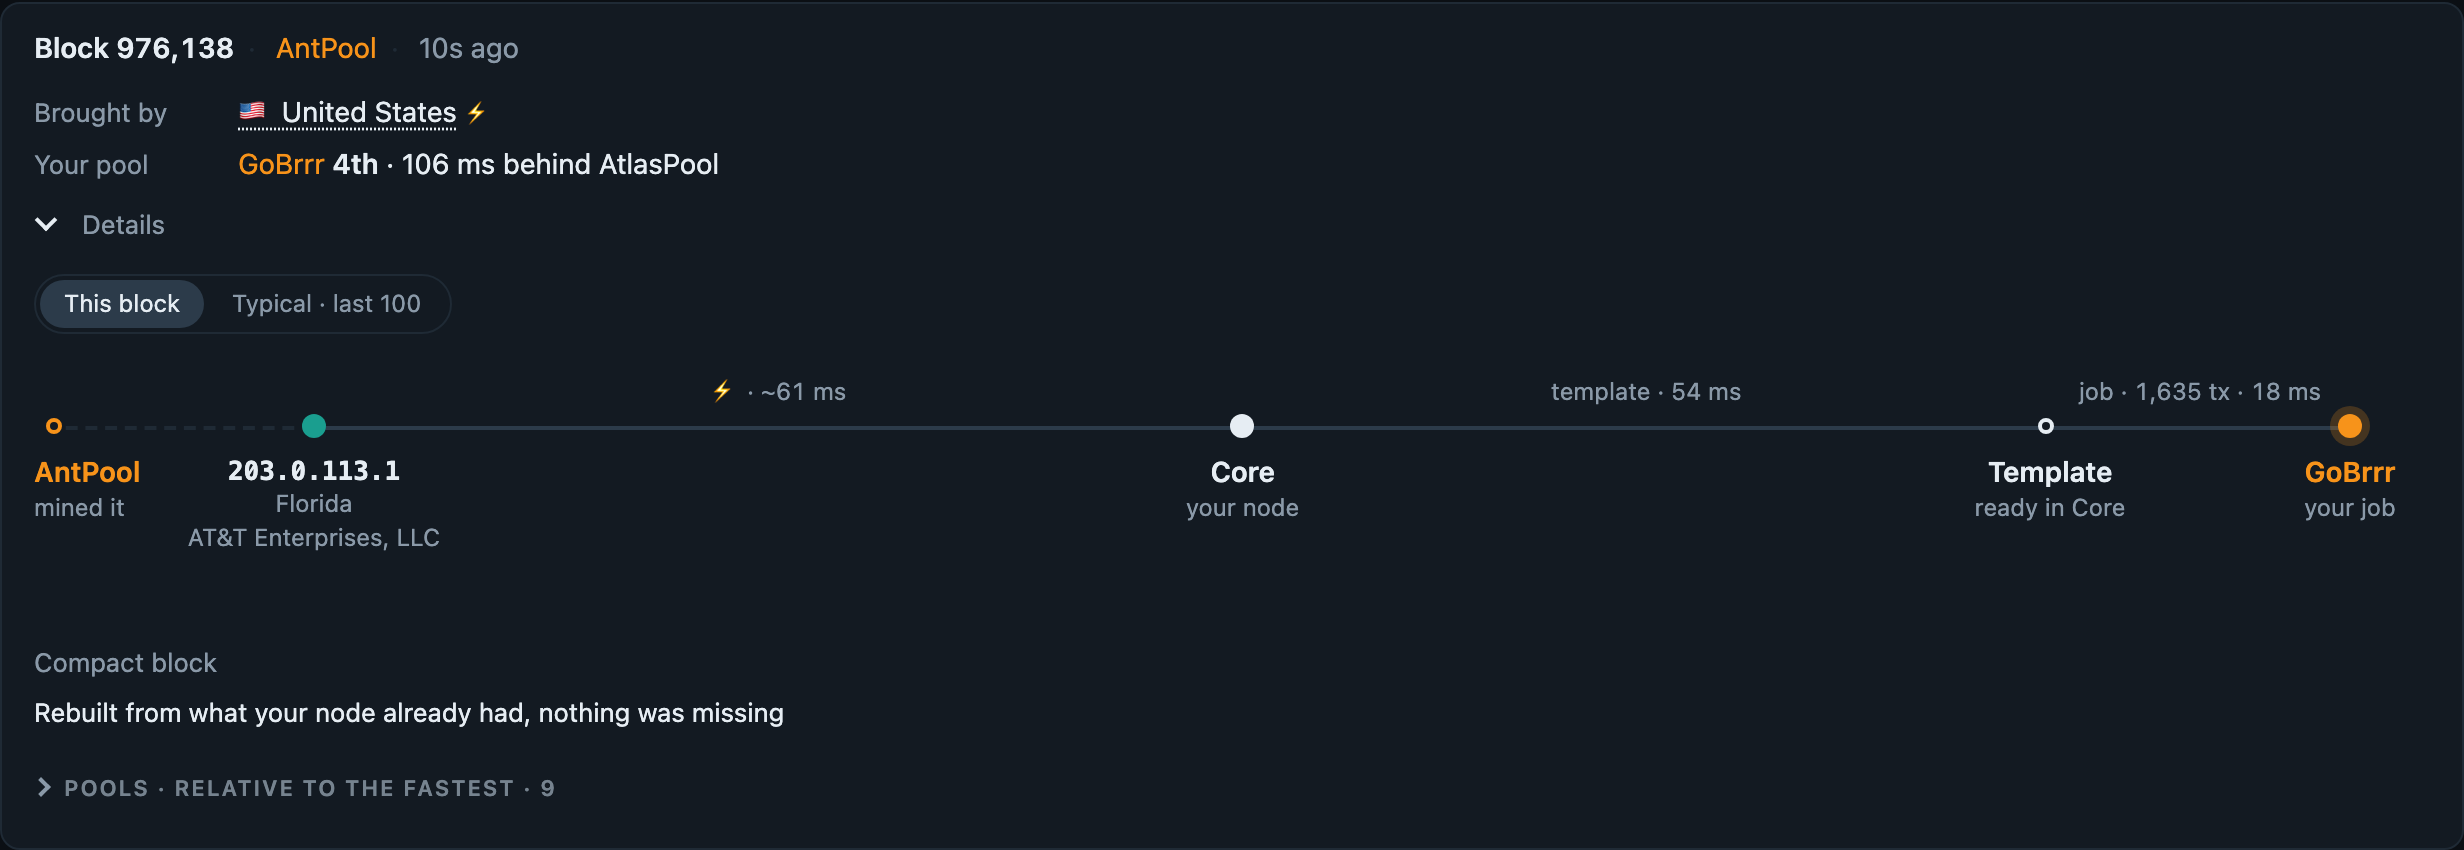 Block 976,138 · AntPool · 10s ago
Brought by 🇺🇸 United States ⚡
Your pool GoBrrr 4th · 106 ms behind AtlasPool
Details
This block Typical · last 100
⚡ · ~61 ms template · 54 ms job · 1,635 tx · 18 ms
AntPool 203.0.113.1 Core Template GoBrrr
mined it Florida your node ready in Core your job
AT&T Enterprises, LLC
Compact block
Rebuilt from what your node already had, nothing was missing
POOLS · RELATIVE TO THE FASTEST · 9